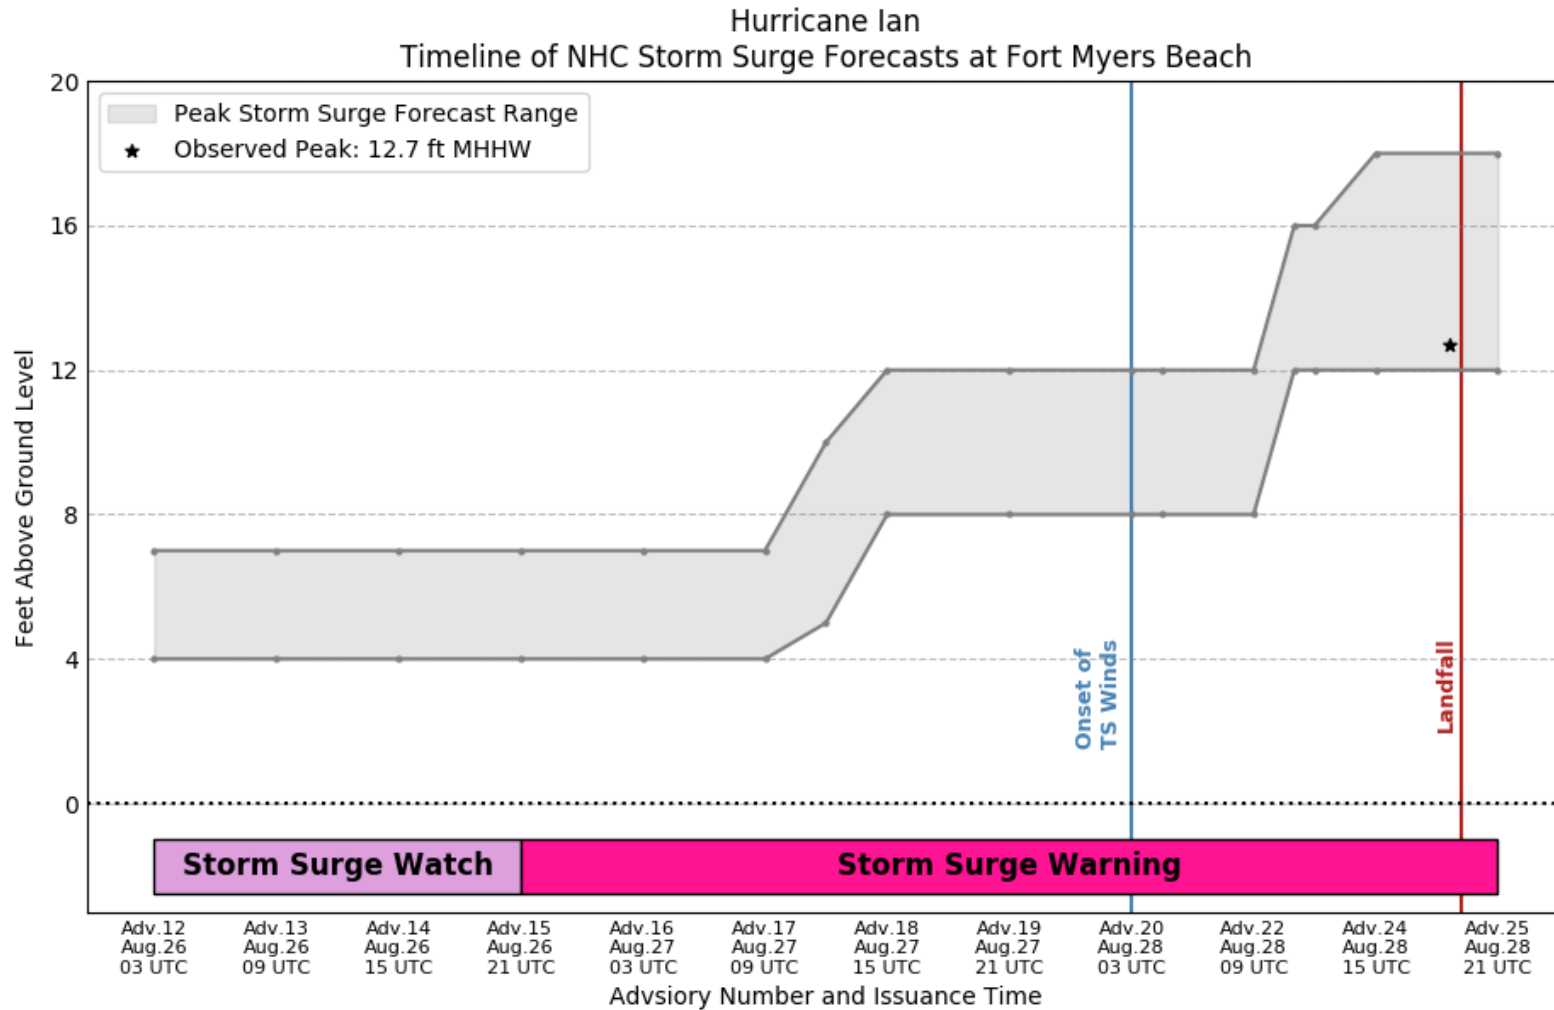 Hurricane Ian
Timeline of NHC Storm Surge Forecasts at Fort Myers Beach
20
Peak Storm Surge Forecast Range
Observed Peak: 12.7 ft MHHW
16
12
8
4
0
Feet Above Ground Level
Onset of
TS Winds
Landfall
Storm Surge Watch
Storm Surge Warning
Adv.12
Aug.26
03 UTC
Adv.13
Aug.26
09 UTC
Adv.14
Aug.26
15 UTC
Adv.15
Aug.26
21 UTC
Adv.16
Aug.27
03 UTC
Adv.17
Aug.27
09 UTC
Adv.18
Aug.27
15 UTC
Adv.19
Aug.27
21 UTC
Adv.20
Aug.28
03 UTC
Adv.22
Aug.28
09 UTC
Adv.24
Aug.28
15 UTC
Adv.25
Aug.28
21 UTC
Advsiory Number and Issuance Time